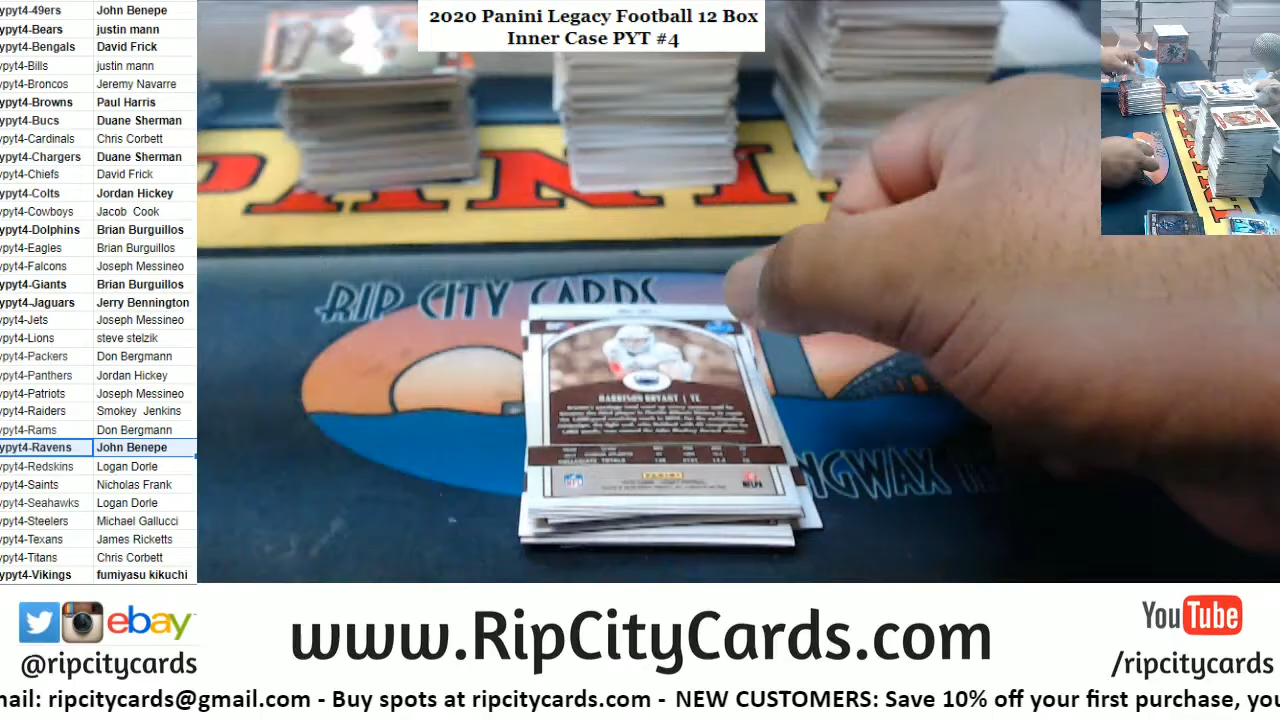 ypyt4-49ers John Benepe
ypyt4-Bears justin mann
ypyt4-Bengals David Frick
ypyt4-Bills justin mann
ypyt4-Broncos Jeremy Navarre
ypyt4-Browns Paul Harris
ypyt4-Bucs Duane Sherman
ypyt4-Cardinals Chris Corbett
ypyt4-Chargers Duane Sherman
ypyt4-Chiefs David Frick
ypyt4-Colts Jordan Hickey
ypyt4-Cowboys Jacob Cook
ypyt4-Dolphins Brian Burguillos
ypyt4-Eagles Brian Burguillos
ypyt4-Falcons Joseph Messineo
ypyt4-Giants Brian Burguillos
ypyt4-Jaguars Jerry Bennington
ypyt4-Jets Joseph Messineo
ypyt4-Lions steve stelzik
ypyt4-Packers Don Bergmann
ypyt4-Panthers Jordan Hickey
ypyt4-Patriots Joseph Messineo
ypyt4-Raiders Smokey Jenkins
ypyt4-Rams Don Bergmann
ypyt4-Ravens John Benepe
ypyt4-Redskins Logan Dorle
ypyt4-Saints Nicholas Frank
ypyt4-Seahawks Logan Dorle
ypyt4-Steelers Michael Gallucci
ypyt4-Texans James Ricketts
ypyt4-Titans Chris Corbett
ypyt4-Vikings fumiyasu kikuchi
2020 Panini Legacy Football 12 Box
Inner Case PYT #4
PANINI
RIP CITY CARDS
HARRISON BRYANT | TE
PANINI
NFL
NFLPA
INGWAX
ebay
@ripcitycards
www.RipCityCards.com
YouTube
/ripcitycards
mail: ripcitycards@gmail.com - Buy spots at ripcitycards.com - NEW CUSTOMERS: Save 10% off your first purchase, you